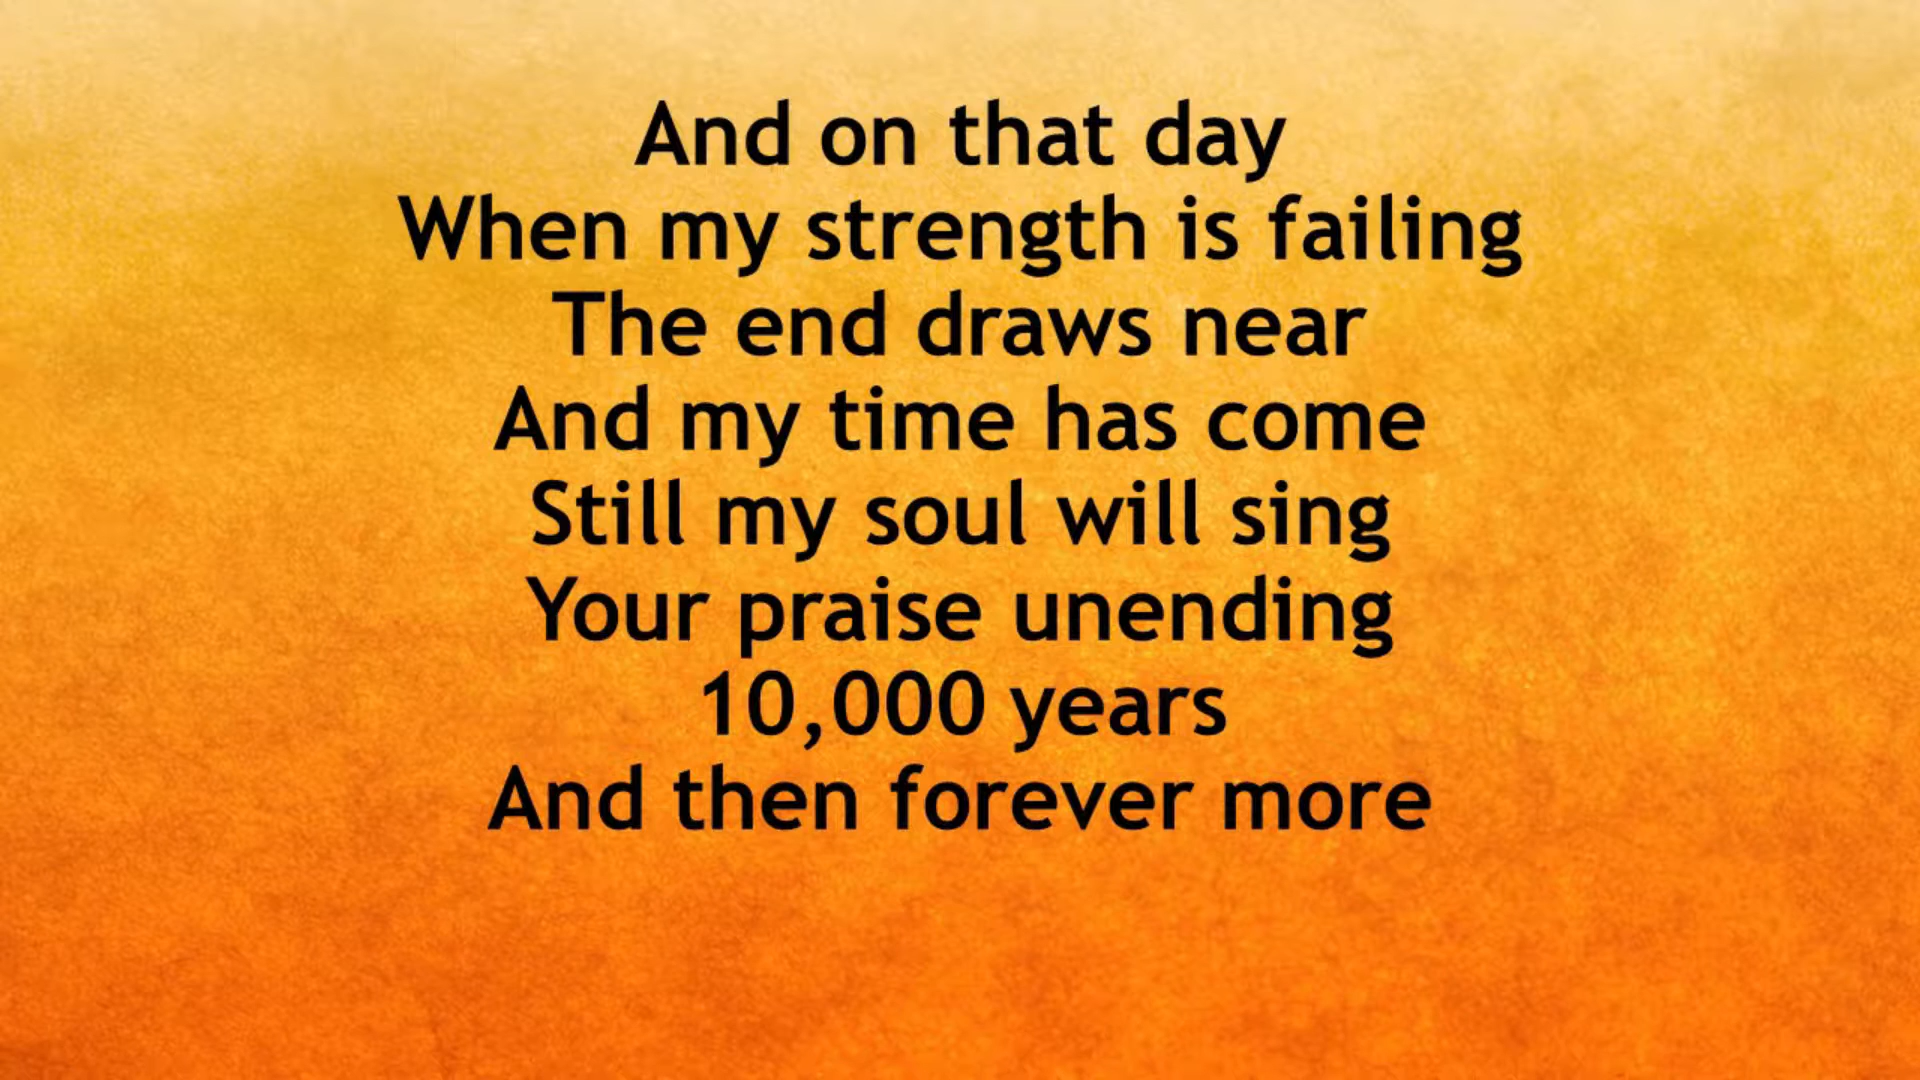 And on that day
When my strength is failing
The end draws near
And my time has come
Still my soul will sing
Your praise unending
10,000 years
And then forever more